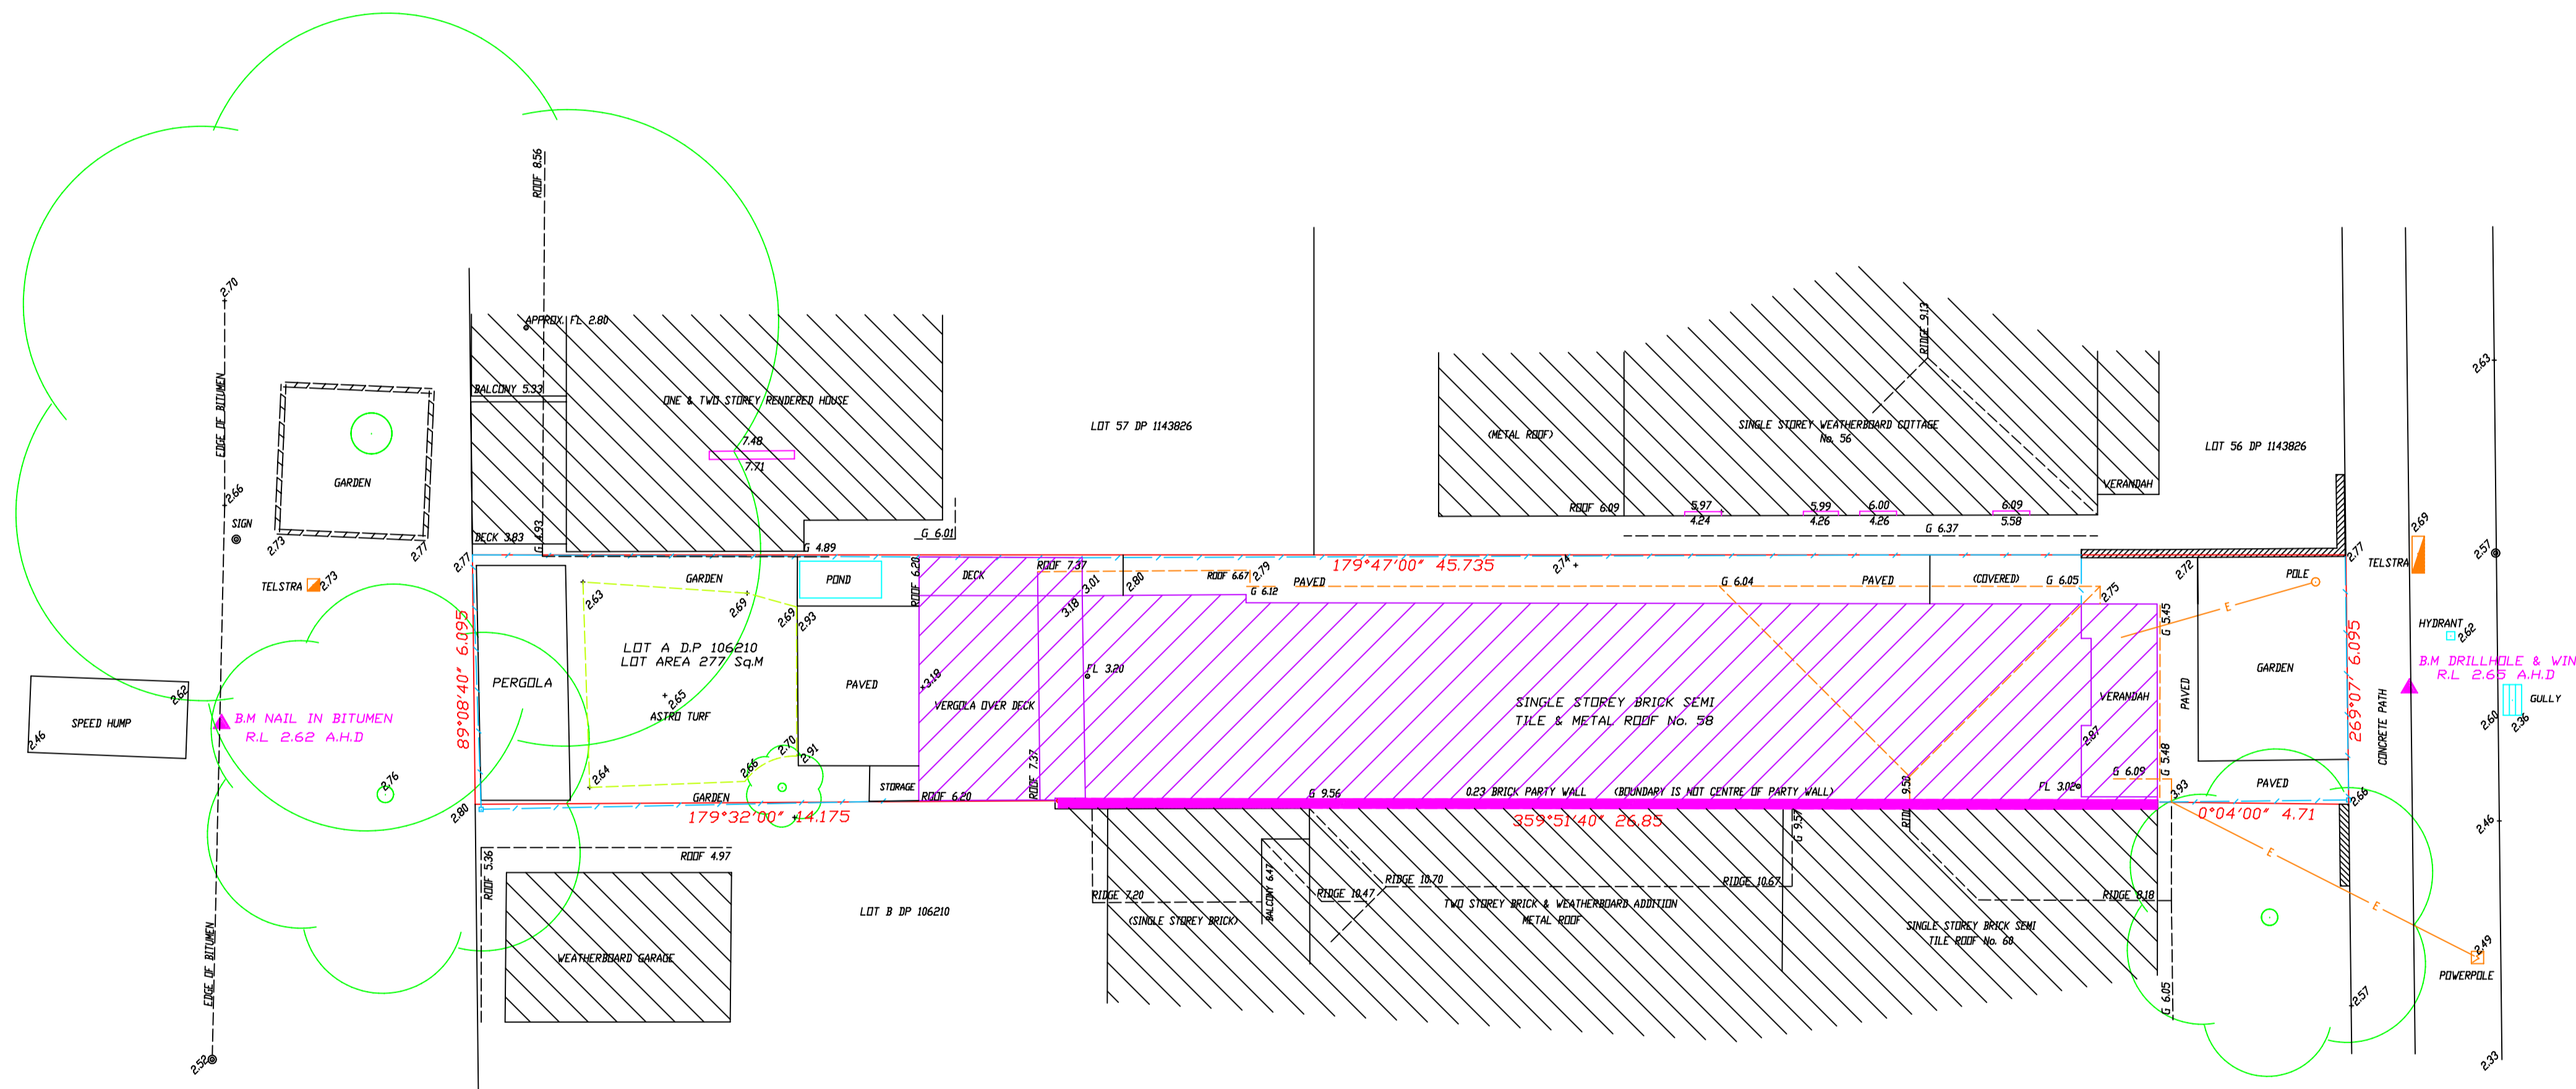 ROOF 8.56
2.70
EDGE OF BITUMEN
2.66
SIGN
GARDEN
2.73
2.77
TELSTRA
2.73
SPEED HUMP
2.62
2.46
B.M NAIL IN BITUMEN
R.L 2.62 A.H.D
2.76
2.80
EDGE OF BITUMEN
2.52
APPROX. FL 2.80
BALCONY 5.33
ONE & TWO STOREY RENDERED HOUSE
7.48
7.71
DECK 3.83
G 4.93
G 4.89
G 6.01
2.77
89°08'40" 6.095
PERGOLA
GARDEN
2.63
2.69
2.69
2.93
POND
ROOF 6.20
LOT A D.P 106210
LOT AREA 277 Sq.M
2.65
ASTRO TURF
PAVED
2.64
2.66
2.70
2.91
STORAGE
GARDEN
179°32'00" 14.175
ROOF 6.20
ROOF 5.36
ROOF 4.97
WEATHERBOARD GARAGE
LOT B DP 106210
LOT 57 DP 1143826
DECK
ROOF 7.37
3.01
3.18
2.80
ROOF 6.67
2.79
G 6.12
PAVED
179°47'00" 45.735
2.74
FL 3.20
3.18
VERGOLA OVER DECK
ROOF 7.37
SINGLE STOREY BRICK SEMI
TILE & METAL ROOF No. 58
G 9.56
0.23 BRICK PARTY WALL
(BOUNDARY IS NOT CENTRE OF PARTY WALL)
359°51'40" 26.85
RIDGE 7.20
(SINGLE STOREY BRICK)
BALCONY 6.47
RIDGE 10.47
RIDGE 10.70
TWO STOREY BRICK & WEATHERBOARD ADDITION
METAL ROOF
RIDGE 10.67
G 9.57
SINGLE STOREY BRICK SEMI
TILE ROOF No. 60
RIDGE 8.18
G 6.05
(METAL ROOF)
SINGLE STOREY WEATHERBOARD COTTAGE
No. 56
RIDGE 9.13
ROOF 6.09
5.97
4.24
5.99
4.26
6.00
4.26
6.09
5.58
G 6.37
VERANDAH
LOT 56 DP 1143826
G 6.04
PAVED
(COVERED)
G 6.05
2.75
2.72
G 5.45
VERANDAH
2.87
G 5.48
G 6.09
FL 3.02
3.93
PAVED
GARDEN
POLE
E
2.77
269°07' 6.095
PAVED
2.66
0°04'00" 4.71
E
E
2.49
POWERPOLE
2.57
2.33
2.46
CONCRETE PATH
TELSTRA
2.69
2.57
2.63
HYDRANT
2.62
B.M DRILLHOLE & WIN
R.L 2.65 A.H.D
GULLY
2.60
2.36